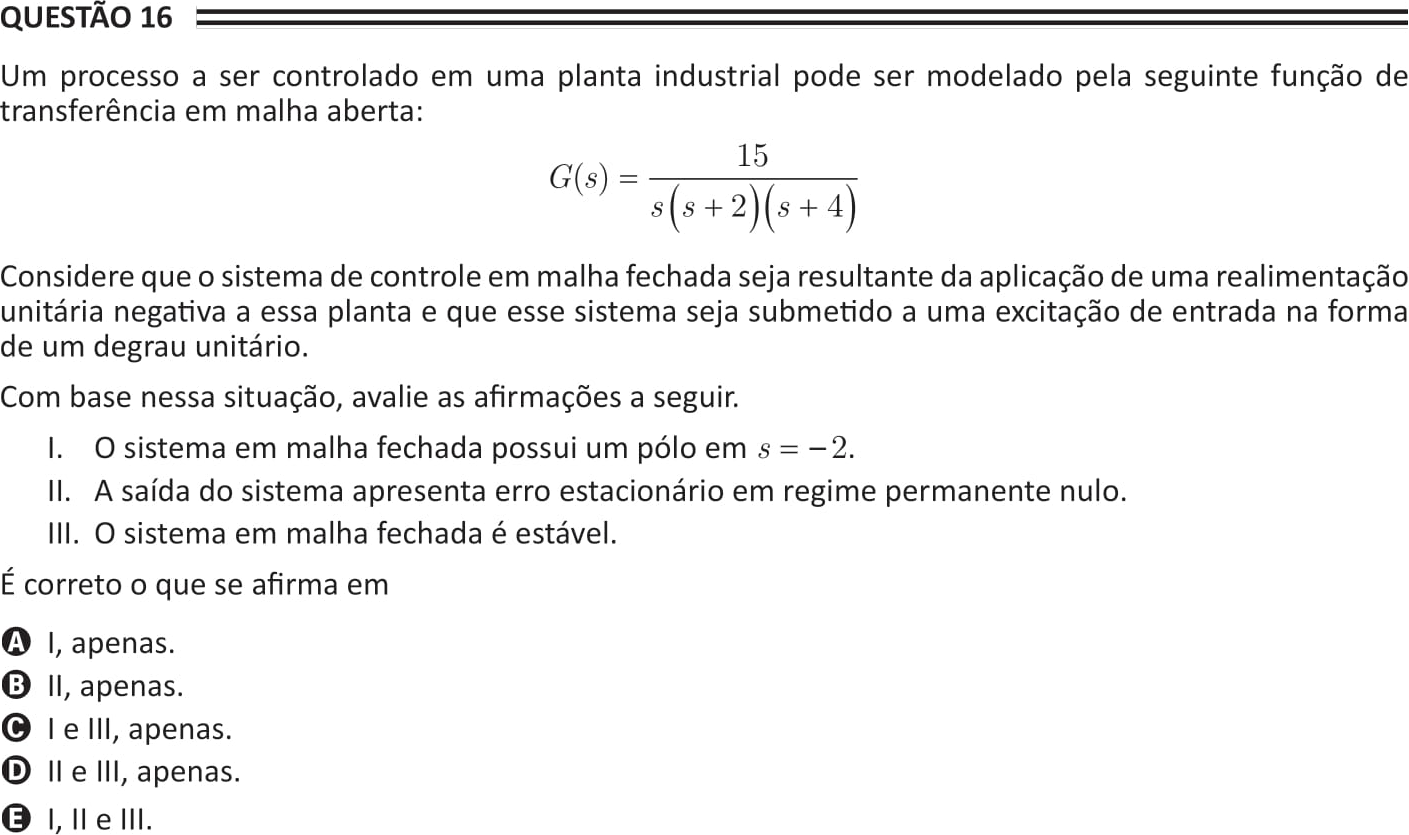 QUESTÃO 16
Um processo a ser controlado em uma planta industrial pode ser modelado pela seguinte função de
transferência em malha aberta:
G(s) = 15 / s(s + 2)(s + 4)
Considere que o sistema de controle em malha fechada seja resultante da aplicação de uma realimentação
unitária negativa a essa planta e que esse sistema seja submetido a uma excitação de entrada na forma
de um degrau unitário.
Com base nessa situação, avalie as afirmações a seguir.
I. O sistema em malha fechada possui um pólo em s = −2.
II. A saída do sistema apresenta erro estacionário em regime permanente nulo.
III. O sistema em malha fechada é estável.
É correto o que se afirma em
A I, apenas.
B II, apenas.
C I e III, apenas.
D II e III, apenas.
E I, II e III.